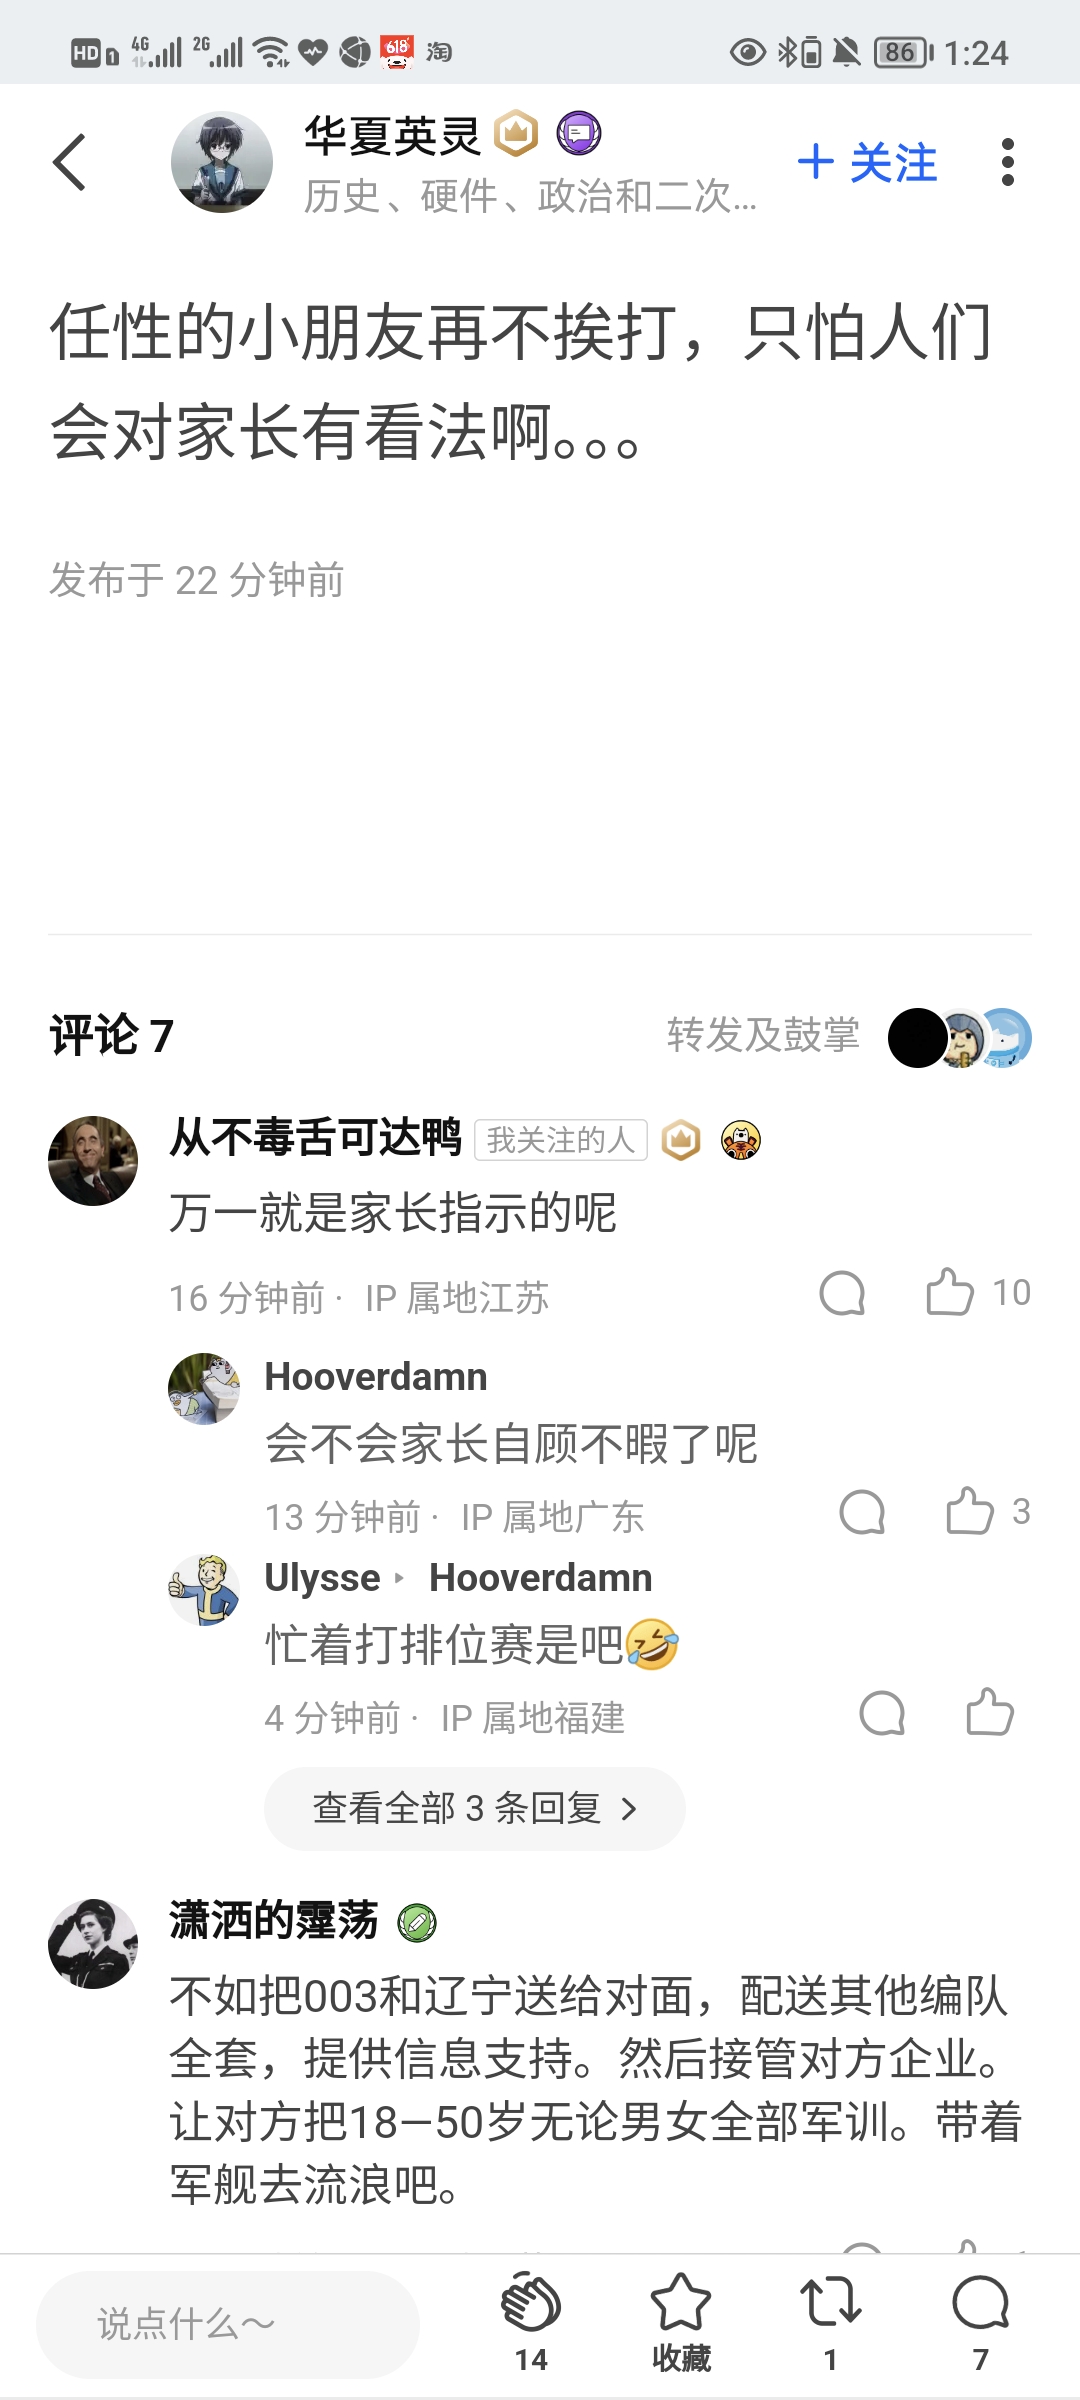 HD 1 4G 2G 618 淘 86 1:24
华夏英灵
历史、硬件、政治和二次...
+ 关注
任性的小朋友再不挨打，只怕人们
会对家长有看法啊。。。
发布于 22 分钟前
评论 7
转发及鼓掌
从不毒舌可达鸭 我关注的人
万一就是家长指示的呢
16 分钟前 · IP 属地江苏 10
Hooverdamn
会不会家长自顾不暇了呢
13 分钟前 · IP 属地广东 3
Ulysse ▸ Hooverdamn
忙着打排位赛是吧🤣
4 分钟前 · IP 属地福建
查看全部 3 条回复 >
潇洒的霪荡
不如把003和辽宁送给对面，配送其他编队
全套，提供信息支持。然后接管对方企业。
让对方把18—50岁无论男女全部军训。带着
军舰去流浪吧。
说点什么～
14 收藏 1 7